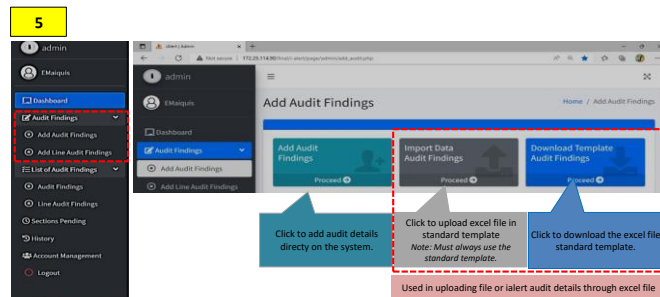 5
admin
EMaiquis
Dashboard
Audit Findings
Add Audit Findings
Add Line Audit Findings
List of Audit Findings
Audit Findings
Line Audit Findings
Sections Pending
History
Account Management
Logout
Not secure
admin
EMaiquis
Dashboard
Audit Findings
Add Audit Findings
Add Line Audit Findings
Add Audit Findings
Home / Add Audit Findings
Add Audit
Findings
Proceed
Import Data
Audit Findings
Proceed
Download Template
Audit Findings
Proceed
Click to add audit details
directy on the system.
Click to upload excel file in
standard template
Note: Must always use the
standard template.
Click to download the excel file
standard template.
Used in uploading file or ialert audit details through excel file